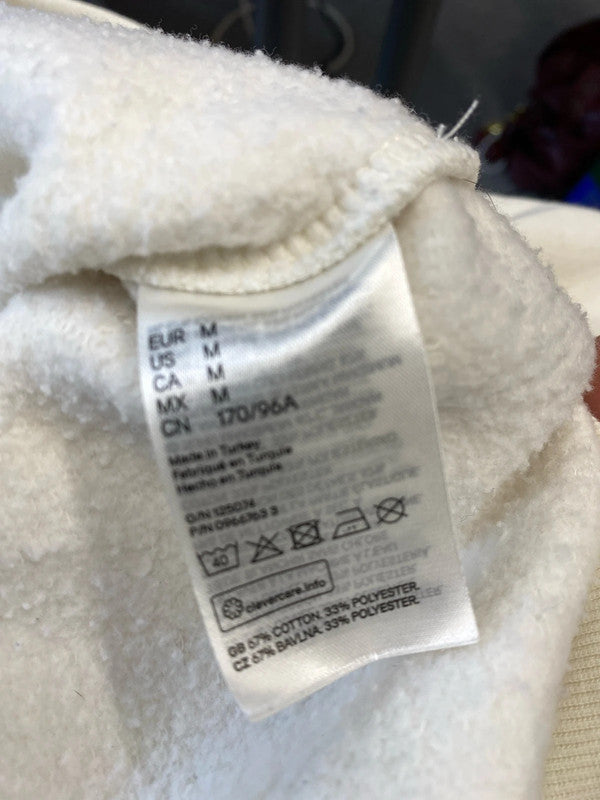 EUR M
US M
CA M
MX M
CN 170/96A
Made in Turkey
Fabriqué en Turquie
Hecho en Turquía
O/N 125074
P/N 0966763 3
40
clevercare.info
GB 67% COTTON. 33% POLYESTER.
CZ 67% BAVLNA. 33% POLYESTER.